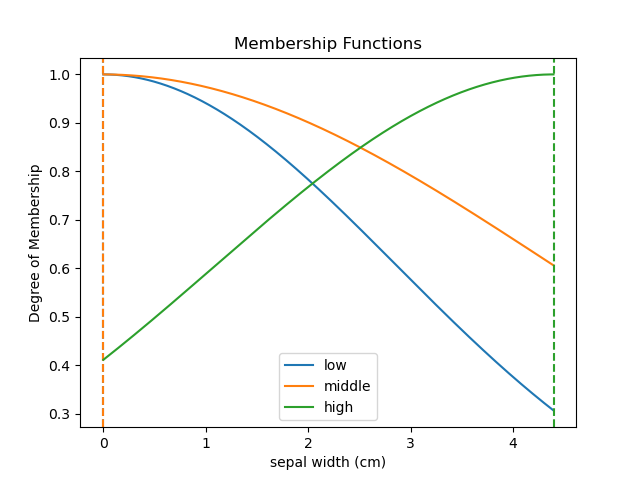 Membership Functions
Degree of Membership
1.0
0.9
0.8
0.7
0.6
0.5
0.4
0.3
low
middle
high
0 1 2 3 4
sepal width (cm)